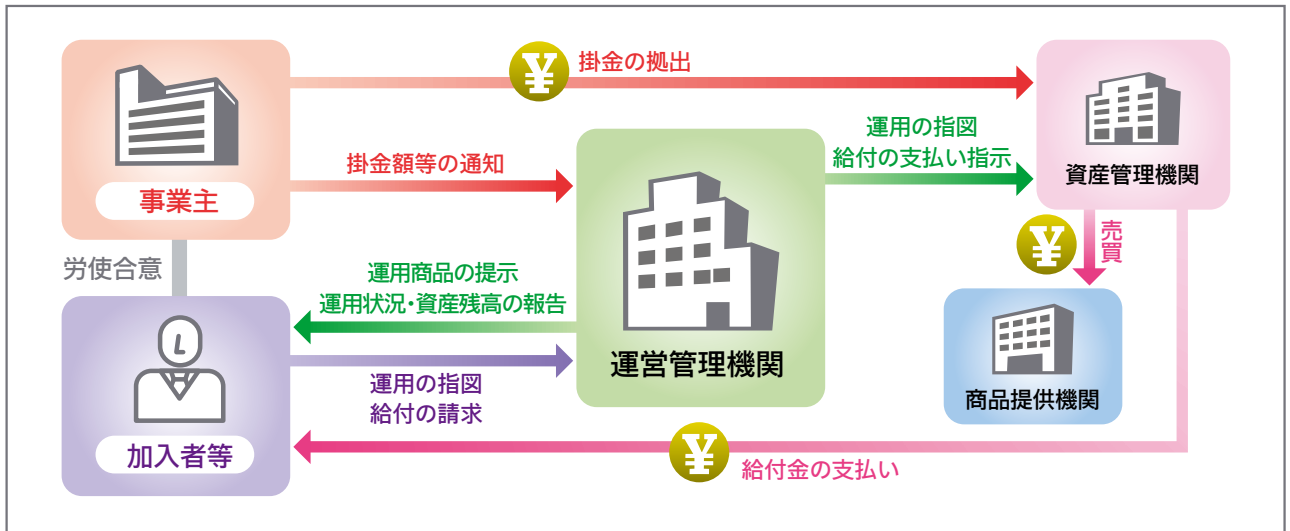 ¥
掛金の拠出
事業主
掛金額等の通知
運用の指図
給付の支払い指示
資産管理機関
労使合意
¥
売買
運用商品の提示
運用状況・資産残高の報告
運営管理機関
商品提供機関
運用の指図
給付の請求
加入者等
¥
給付金の支払い